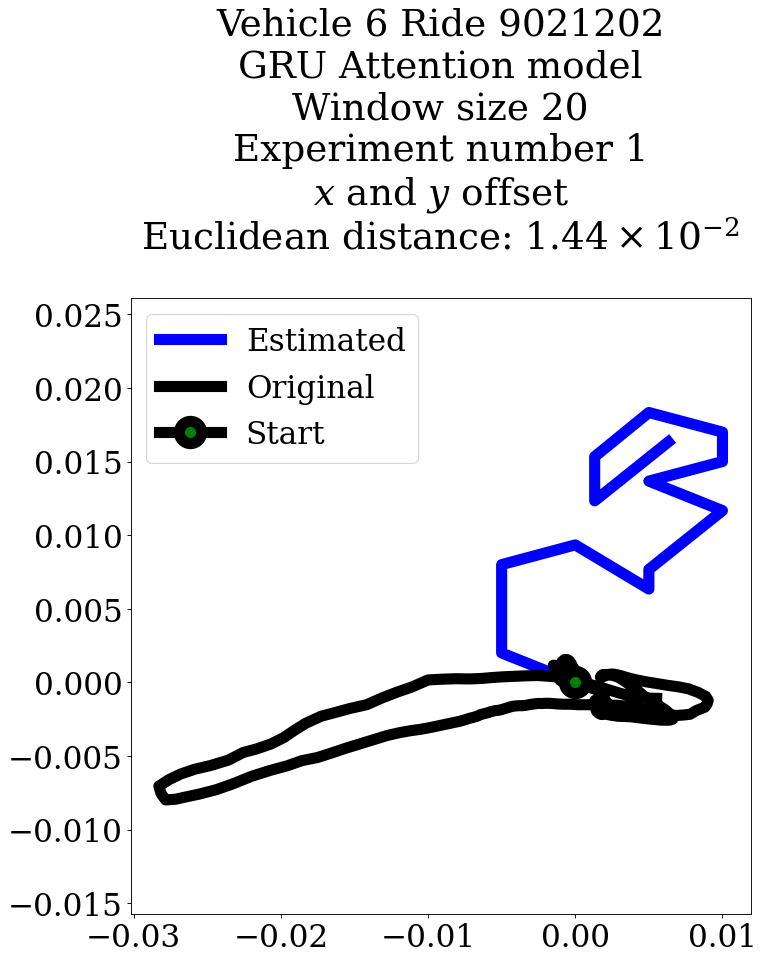 Vehicle 6 Ride 9021202
GRU Attention model
Window size 20
Experiment number 1
x and y offset
Euclidean distance: 1.44 × 10⁻²
Estimated
Original
Start
0.025
0.020
0.015
0.010
0.005
0.000
−0.005
−0.010
−0.015
−0.03 −0.02 −0.01 0.00 0.01